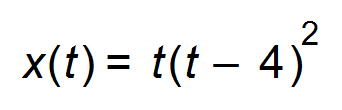 x(t) = t(t – 4)²